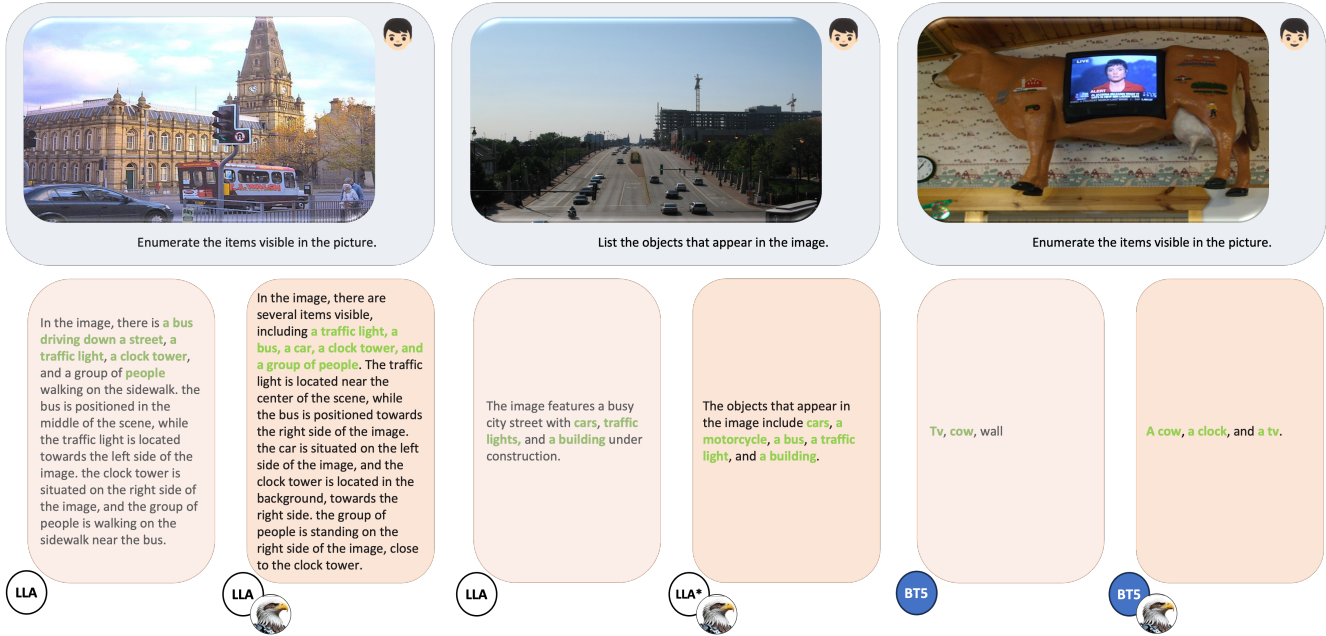 Enumerate the items visible in the picture.
List the objects that appear in the image.
LIVE
ALERT
Enumerate the items visible in the picture.
In the image, there is a bus
driving down a street, a
traffic light, a clock tower,
and a group of people
walking on the sidewalk. the
bus is positioned in the
middle of the scene, while
the traffic light is located
towards the left side of the
image. the clock tower is
situated on the right side of
the image, and the group of
people is walking on the
sidewalk near the bus.
LLA
In the image, there are
several items visible,
including a traffic light, a
bus, a car, a clock tower, and
a group of people. The traffic
light is located near the
center of the scene, while
the bus is positioned towards
the right side of the image.
the car is situated on the left
side of the image, and the
clock tower is located in the
background, towards the
right side. the group of
people is standing on the
right side of the image, close
to the clock tower.
LLA
The image features a busy
city street with cars, traffic
lights, and a building under
construction.
LLA
The objects that appear in
the image include cars, a
motorcycle, a bus, a traffic
light, and a building.
LLA*
Tv, cow, wall
BT5
A cow, a clock, and a tv.
BT5